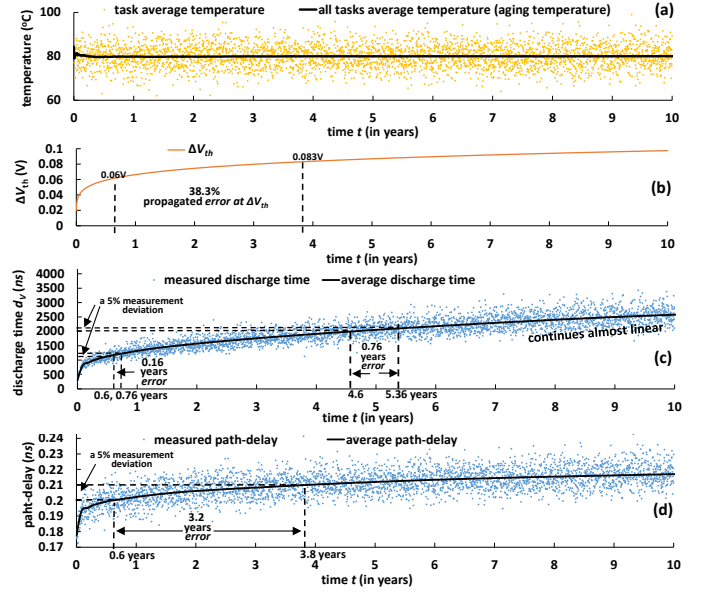 task average temperature all tasks average temperature (aging temperature) (a)
temperature (°C)
100
80
60
0 1 2 3 4 5 6 7 8 9 10
time t (in years)
ΔVth
(b)
ΔVth (V)
0.1
0.08
0.06
0.04
0.02
0
0.06V
0.083V
38.3%
propagated error at ΔVth
0 1 2 3 4 5 6 7 8 9 10
time t (in years)
measured discharge time average discharge time
(c)
discharge time dV (ns)
4000
3500
3000
2500
2000
1500
1000
500
0
a 5% measurement
deviation
0.16
years
error
0.76
years
error
continues almost linear
0 1 2 3 4 5 6 7 8 9 10
0.6, 0.76 years 4.6 5.36 years
time t (in years)
measured path-delay average path-delay
(d)
paht-delay (ns)
0.24
0.23
0.22
0.21
0.2
0.19
0.18
0.17
a 5% measurement
deviation
3.2
years
error
0 1 2 3 4 5 6 7 8 9 10
0.6 years 3.8 years
time t (in years)